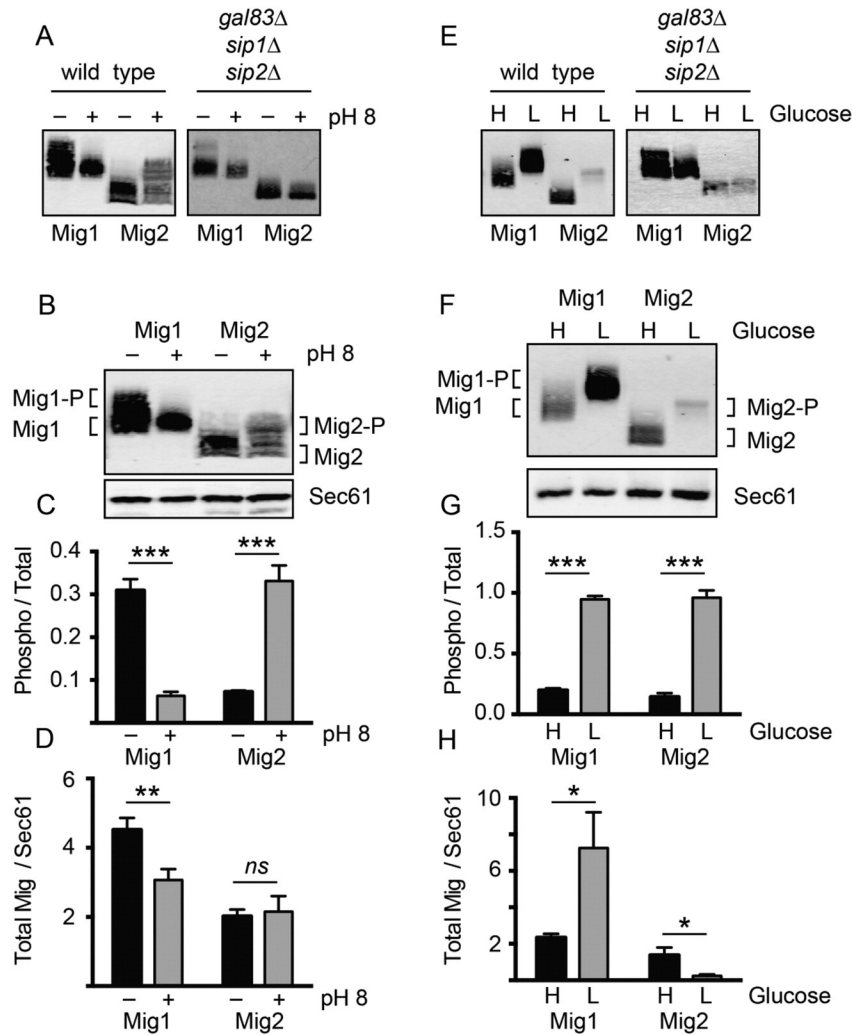 A
gal83Δ
sip1Δ
sip2Δ
wild type
– + – + – + – + pH 8
Mig1 Mig2 Mig1 Mig2
E
gal83Δ
sip1Δ
sip2Δ
wild type
H L H L H L H L Glucose
Mig1 Mig2 Mig1 Mig2
B
Mig1 Mig2
– + – + pH 8
Mig1-P
Mig1
Mig2-P
Mig2
Sec61
F
Mig1 Mig2
H L H L Glucose
Mig1-P
Mig1
Mig2-P
Mig2
Sec61
C
Phospho / Total
0.4
0.3
0.2
0.1
*** ***
– + – + pH 8
Mig1 Mig2
G
Phospho / Total
1.5
1.0
0.5
0.0
*** ***
H L H L Glucose
Mig1 Mig2
D
Total Mig / Sec61
6
4
2
** ns
– + – + pH 8
Mig1 Mig2
H
Total Mig / Sec61
10
6
2
* *
H L H L Glucose
Mig1 Mig2